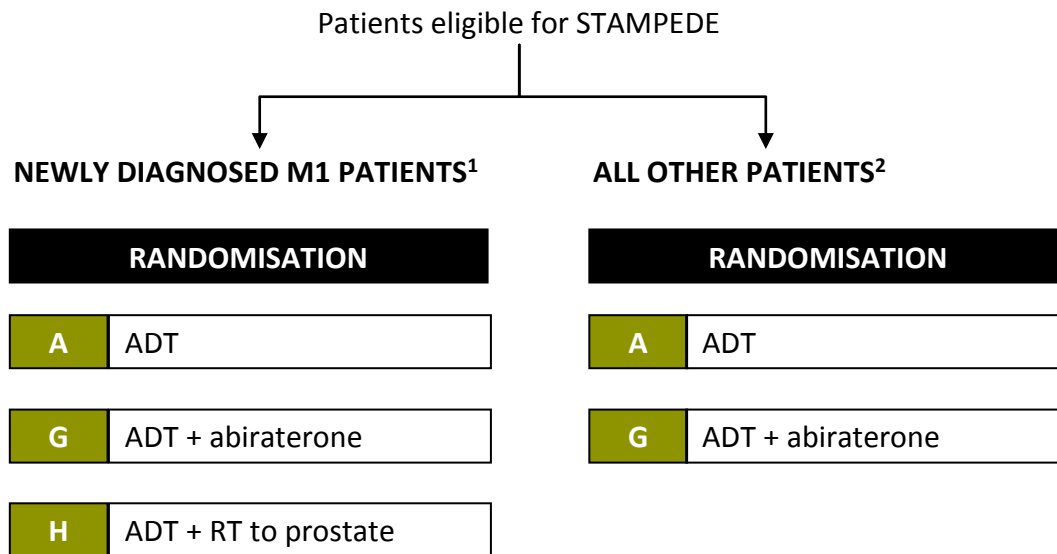 Patients eligible for STAMPEDE
NEWLY DIAGNOSED M1 PATIENTS¹
ALL OTHER PATIENTS²
RANDOMISATION
RANDOMISATION
A ADT
A ADT
G ADT + abiraterone
G ADT + abiraterone
H ADT + RT to prostate